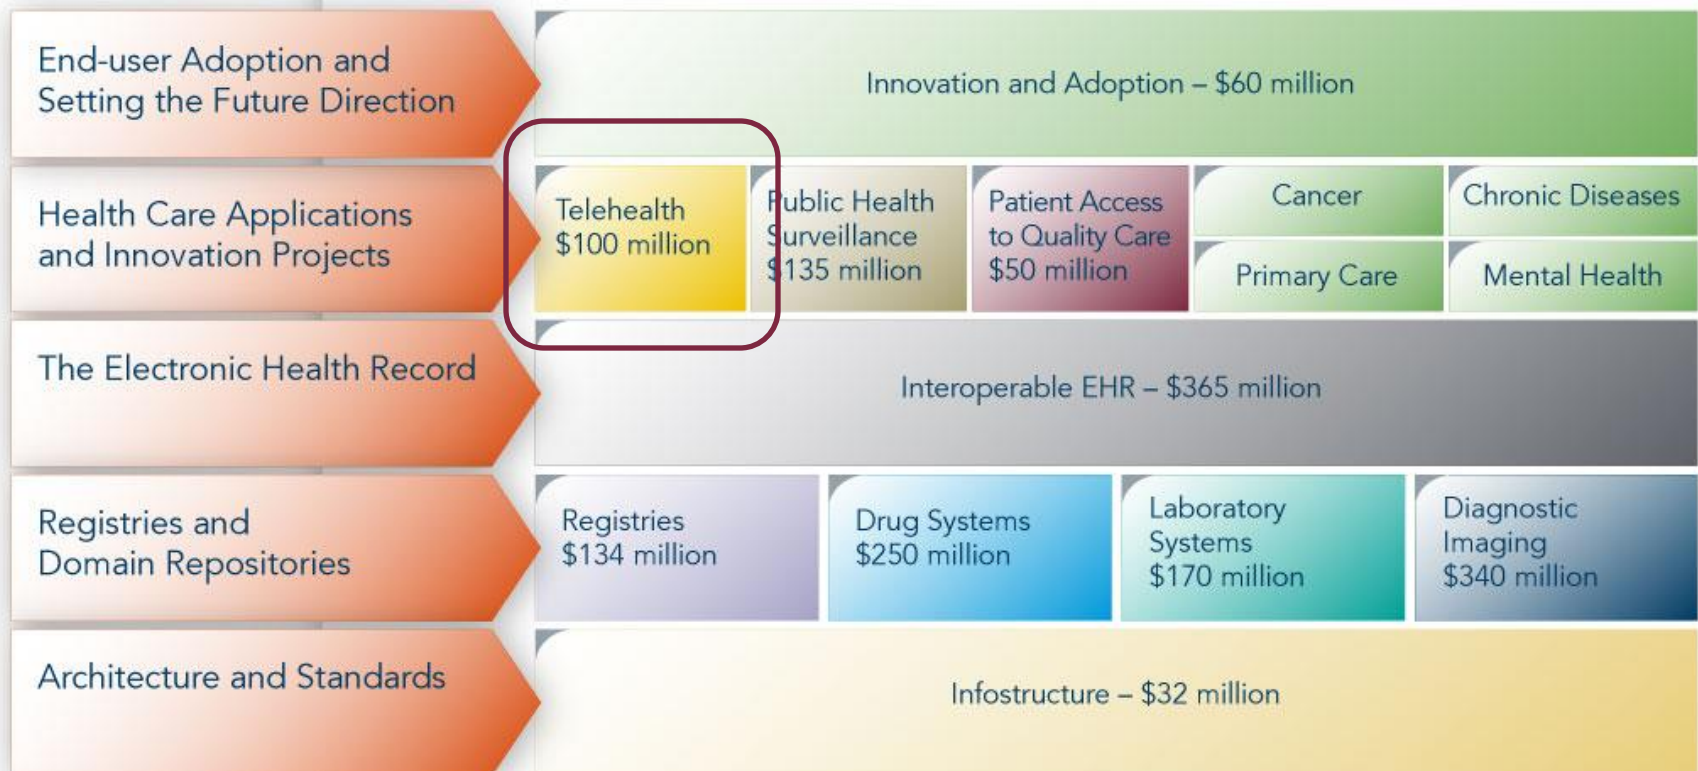 End-user Adoption and
Setting the Future Direction
Innovation and Adoption – $60 million
Health Care Applications
and Innovation Projects
Telehealth
$100 million
Public Health
Surveillance
$135 million
Patient Access
to Quality Care
$50 million
Cancer
Chronic Diseases
Primary Care
Mental Health
The Electronic Health Record
Interoperable EHR – $365 million
Registries and
Domain Repositories
Registries
$134 million
Drug Systems
$250 million
Laboratory
Systems
$170 million
Diagnostic
Imaging
$340 million
Architecture and Standards
Infostructure – $32 million